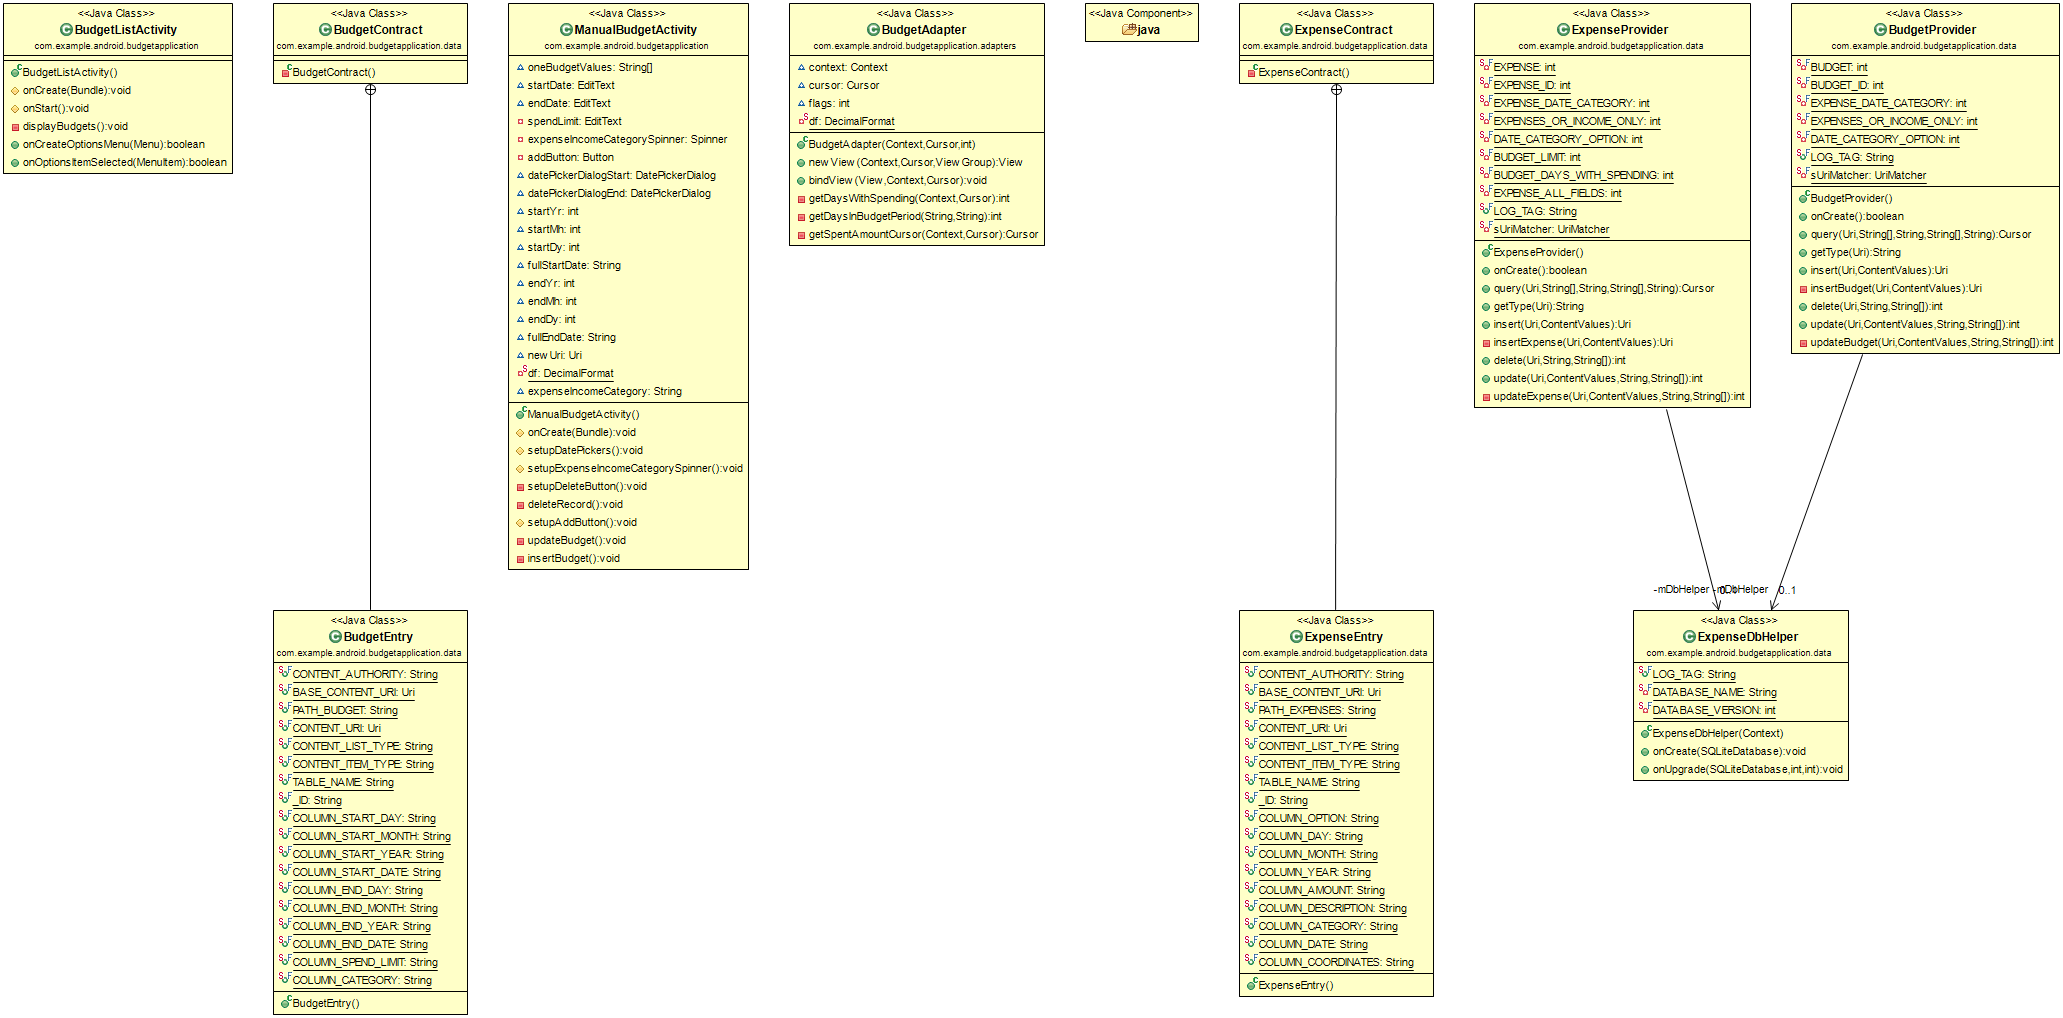 <<Java Class>>
BudgetListActivity
com.example.android.budgetapplication
BudgetListActivity()
onCreate(Bundle):void
onStart():void
displayBudgets():void
onCreateOptionsMenu(Menu):boolean
onOptionsItemSelected(MenuItem):boolean
<<Java Class>>
BudgetContract
com.example.android.budgetapplication.data
BudgetContract()
<<Java Class>>
ManualBudgetActivity
com.example.android.budgetapplication
oneBudgetValues: String[]
startDate: EditText
endDate: EditText
spendLimit: EditText
expenseIncomeCategorySpinner: Spinner
addButton: Button
datePickerDialogStart: DatePickerDialog
datePickerDialogEnd: DatePickerDialog
startYr: int
startMh: int
startDy: int
fullStartDate: String
endYr: int
endMh: int
endDy: int
fullEndDate: String
newUri: Uri
df: DecimalFormat
expenseIncomeCategory: String
ManualBudgetActivity()
onCreate(Bundle):void
setupDatePickers():void
setupExpenseIncomeCategorySpinner():void
setupDeleteButton():void
deleteRecord():void
setupAddButton():void
updateBudget():void
insertBudget():void
<<Java Class>>
BudgetAdapter
com.example.android.budgetapplication.adapters
context: Context
cursor: Cursor
flags: int
df: DecimalFormat
BudgetAdapter(Context,Cursor,int)
newView(Context,Cursor,ViewGroup):View
bindView(View,Context,Cursor):void
getDaysWithSpending(Context,Cursor):int
getDaysInBudgetPeriod(String,String):int
getSpentAmountCursor(Context,Cursor):Cursor
<<Java Component>>
java
<<Java Class>>
ExpenseContract
com.example.android.budgetapplication.data
ExpenseContract()
<<Java Class>>
ExpenseProvider
com.example.android.budgetapplication.data
EXPENSE: int
EXPENSE_ID: int
EXPENSE_DATE_CATEGORY: int
EXPENSES_OR_INCOME_ONLY: int
DATE_CATEGORY_OPTION: int
BUDGET_LIMIT: int
BUDGET_DAYS_WITH_SPENDING: int
EXPENSE_ALL_FIELDS: int
LOG_TAG: String
sUriMatcher: UriMatcher
ExpenseProvider()
onCreate():boolean
query(Uri,String[],String,String[],String):Cursor
getType(Uri):String
insert(Uri,ContentValues):Uri
insertExpense(Uri,ContentValues):Uri
delete(Uri,String,String[]):int
update(Uri,ContentValues,String,String[]):int
updateExpense(Uri,ContentValues,String,String[]):int
<<Java Class>>
BudgetProvider
com.example.android.budgetapplication.data
BUDGET: int
BUDGET_ID: int
EXPENSE_DATE_CATEGORY: int
EXPENSES_OR_INCOME_ONLY: int
DATE_CATEGORY_OPTION: int
LOG_TAG: String
sUriMatcher: UriMatcher
BudgetProvider()
onCreate():boolean
query(Uri,String[],String,String[],String):Cursor
getType(Uri):String
insert(Uri,ContentValues):Uri
insertBudget(Uri,ContentValues):Uri
delete(Uri,String,String[]):int
update(Uri,ContentValues,String,String[]):int
updateBudget(Uri,ContentValues,String,String[]):int
-mDbHelper
0..1
-mDbHelper
0..1
<<Java Class>>
BudgetEntry
com.example.android.budgetapplication.data
CONTENT_AUTHORITY: String
BASE_CONTENT_URI: Uri
PATH_BUDGET: String
CONTENT_URI: Uri
CONTENT_LIST_TYPE: String
CONTENT_ITEM_TYPE: String
TABLE_NAME: String
_ID: String
COLUMN_START_DAY: String
COLUMN_START_MONTH: String
COLUMN_START_YEAR: String
COLUMN_START_DATE: String
COLUMN_END_DAY: String
COLUMN_END_MONTH: String
COLUMN_END_YEAR: String
COLUMN_END_DATE: String
COLUMN_SPEND_LIMIT: String
COLUMN_CATEGORY: String
BudgetEntry()
<<Java Class>>
ExpenseEntry
com.example.android.budgetapplication.data
CONTENT_AUTHORITY: String
BASE_CONTENT_URI: Uri
PATH_EXPENSES: String
CONTENT_URI: Uri
CONTENT_LIST_TYPE: String
CONTENT_ITEM_TYPE: String
TABLE_NAME: String
_ID: String
COLUMN_OPTION: String
COLUMN_DAY: String
COLUMN_MONTH: String
COLUMN_YEAR: String
COLUMN_AMOUNT: String
COLUMN_DESCRIPTION: String
COLUMN_CATEGORY: String
COLUMN_DATE: String
COLUMN_COORDINATES: String
ExpenseEntry()
<<Java Class>>
ExpenseDbHelper
com.example.android.budgetapplication.data
LOG_TAG: String
DATABASE_NAME: String
DATABASE_VERSION: int
ExpenseDbHelper(Context)
onCreate(SQLiteDatabase):void
onUpgrade(SQLiteDatabase,int,int):void